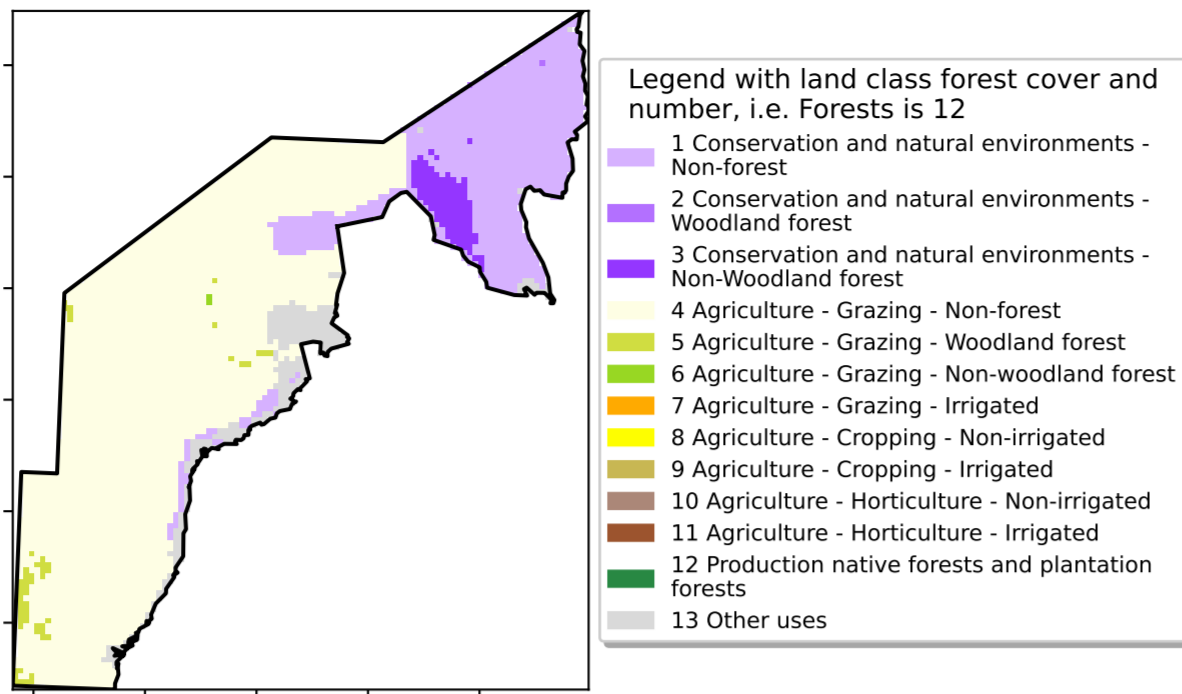 Legend with land class forest cover and
number, i.e. Forests is 12
1 Conservation and natural environments -
Non-forest
2 Conservation and natural environments -
Woodland forest
3 Conservation and natural environments -
Non-Woodland forest
4 Agriculture - Grazing - Non-forest
5 Agriculture - Grazing - Woodland forest
6 Agriculture - Grazing - Non-woodland forest
7 Agriculture - Grazing - Irrigated
8 Agriculture - Cropping - Non-irrigated
9 Agriculture - Cropping - Irrigated
10 Agriculture - Horticulture - Non-irrigated
11 Agriculture - Horticulture - Irrigated
12 Production native forests and plantation
forests
13 Other uses